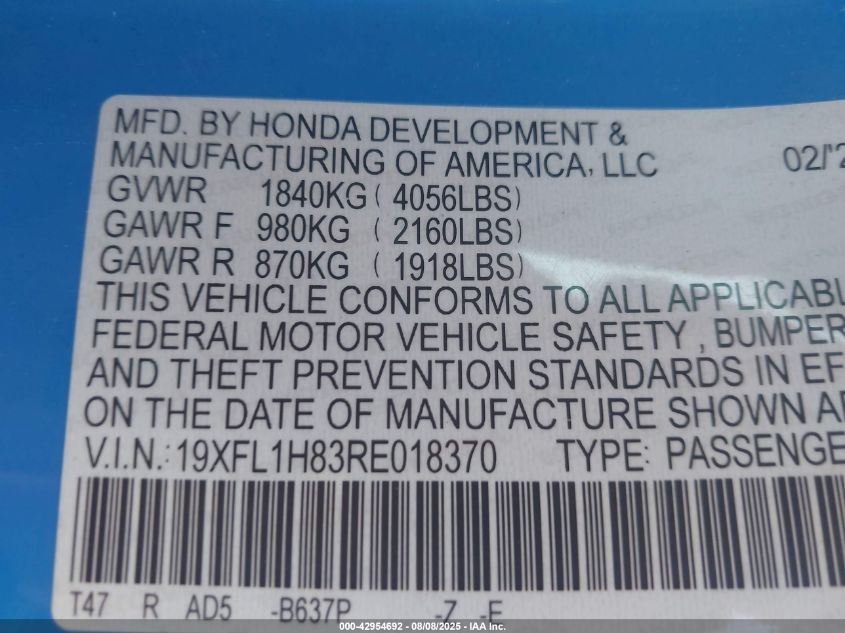 MFD. BY HONDA DEVELOPMENT &
MANUFACTURING OF AMERICA, LLC 02/'2
GVWR 1840KG ( 4056LBS)
GAWR F 980KG ( 2160LBS)
GAWR R 870KG ( 1918LBS)
THIS VEHICLE CONFORMS TO ALL APPLICABL
FEDERAL MOTOR VEHICLE SAFETY , BUMPER
AND THEFT PREVENTION STANDARDS IN EF
ON THE DATE OF MANUFACTURE SHOWN A
V.I.N.: 19XFL1H83RE018370 TYPE: PASSENGE
T47 R AD5 -B637P -Z -E
000-42954692 - 08/08/2025 - IAA Inc.